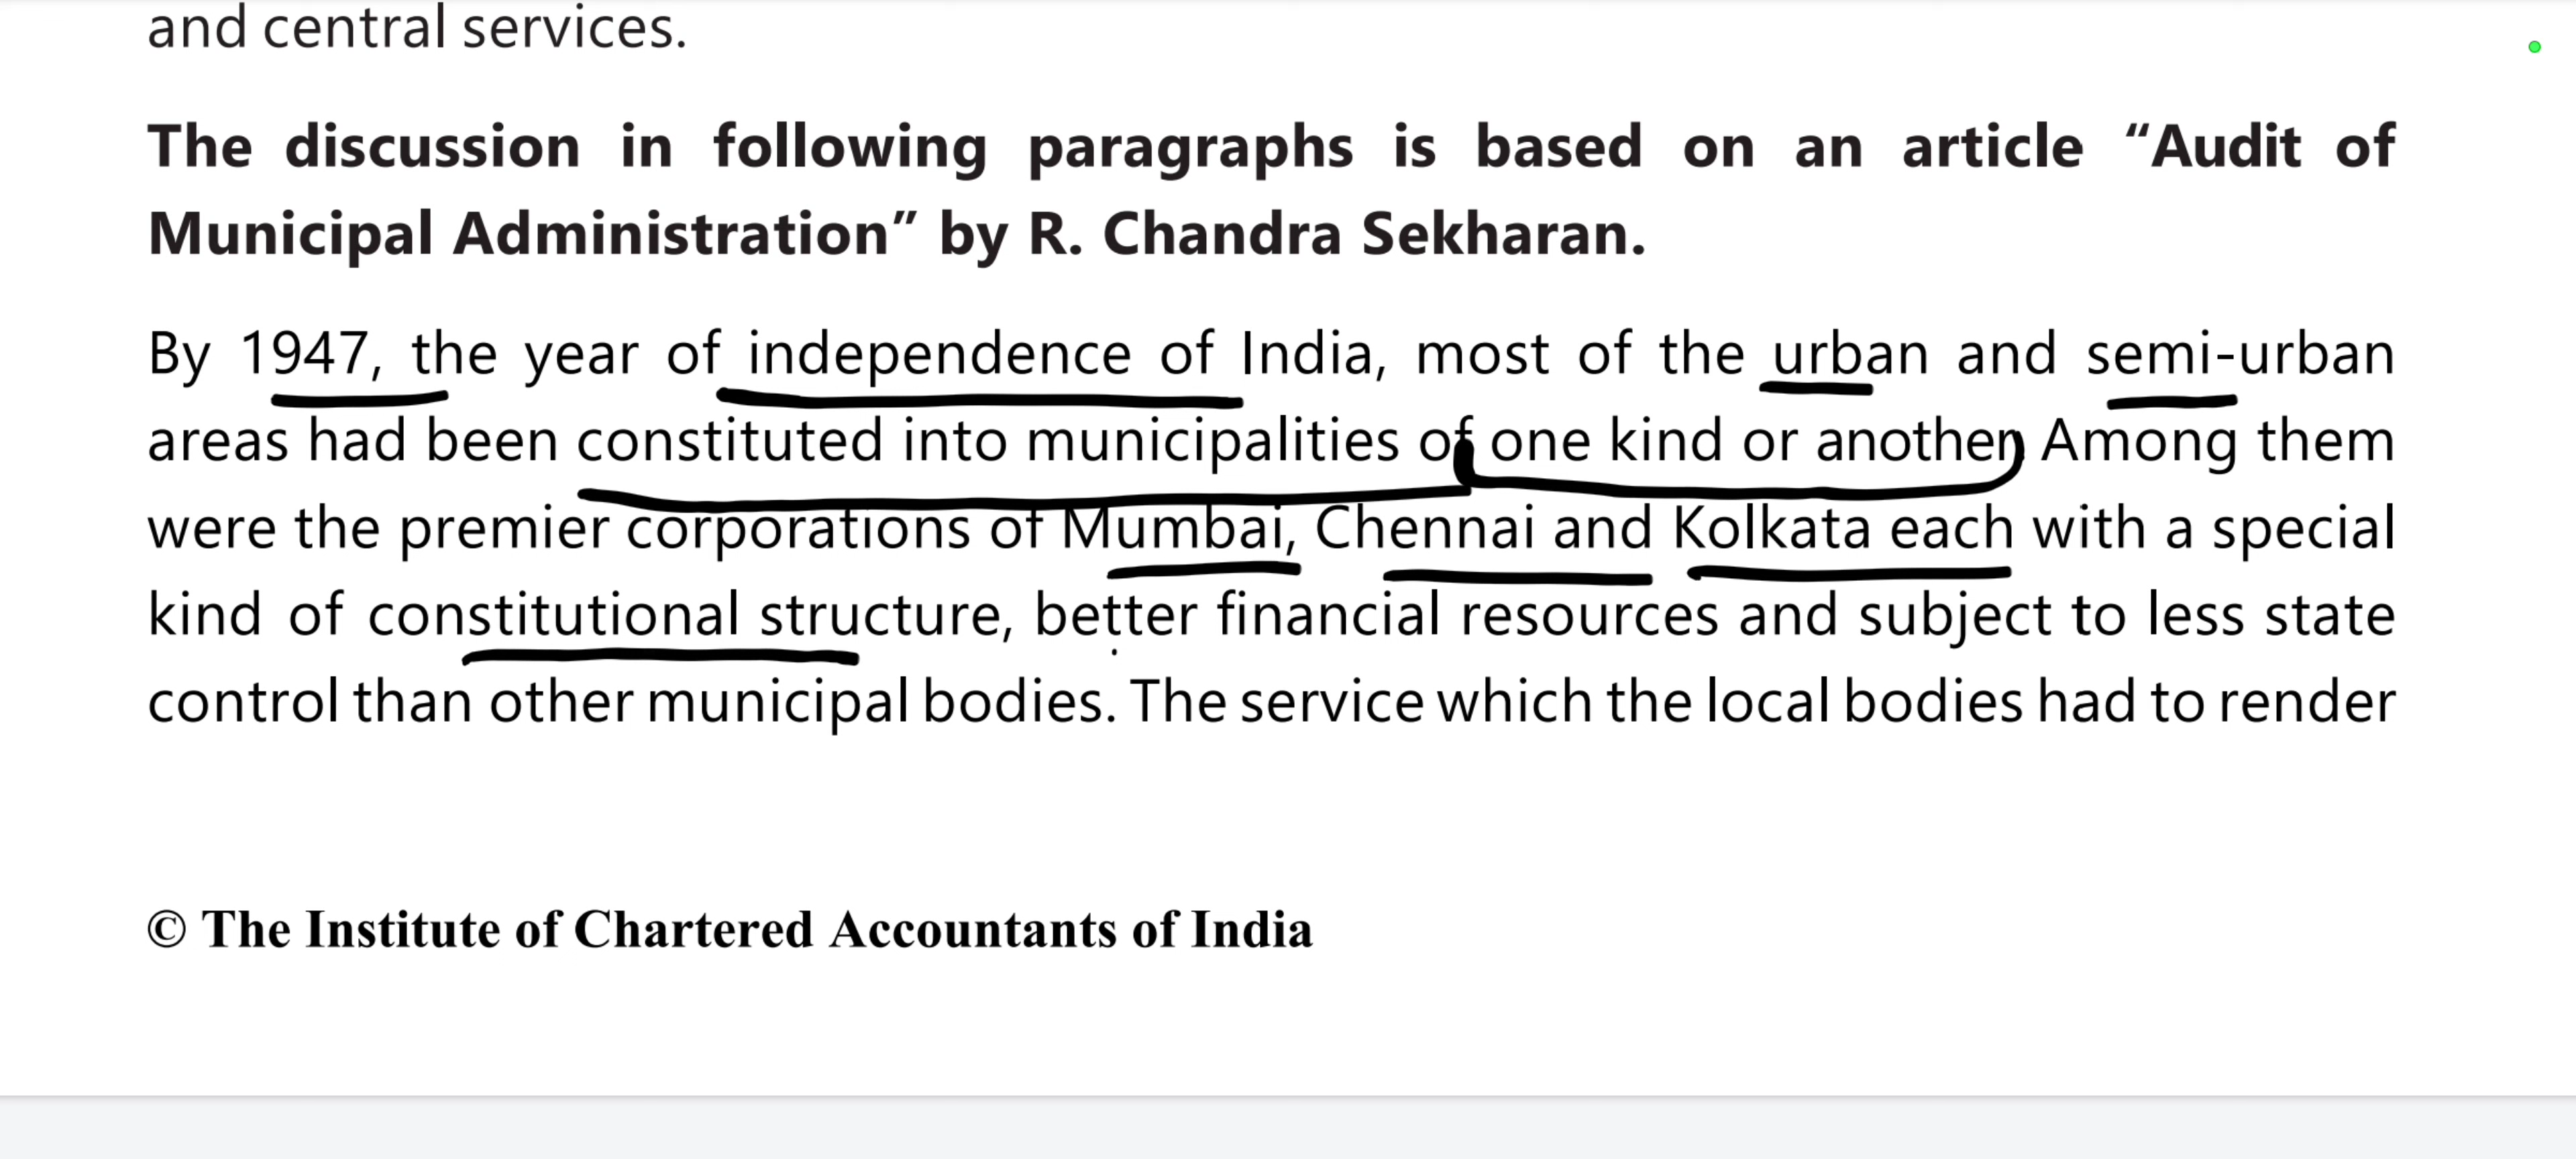 and central services.
The discussion in following paragraphs is based on an article “Audit of
Municipal Administration” by R. Chandra Sekharan.
By 1947, the year of independence of India, most of the urban and semi-urban
areas had been constituted into municipalities of one kind or another. Among them
were the premier corporations of Mumbai, Chennai and Kolkata each with a special
kind of constitutional structure, better financial resources and subject to less state
control than other municipal bodies. The service which the local bodies had to render
© The Institute of Chartered Accountants of India